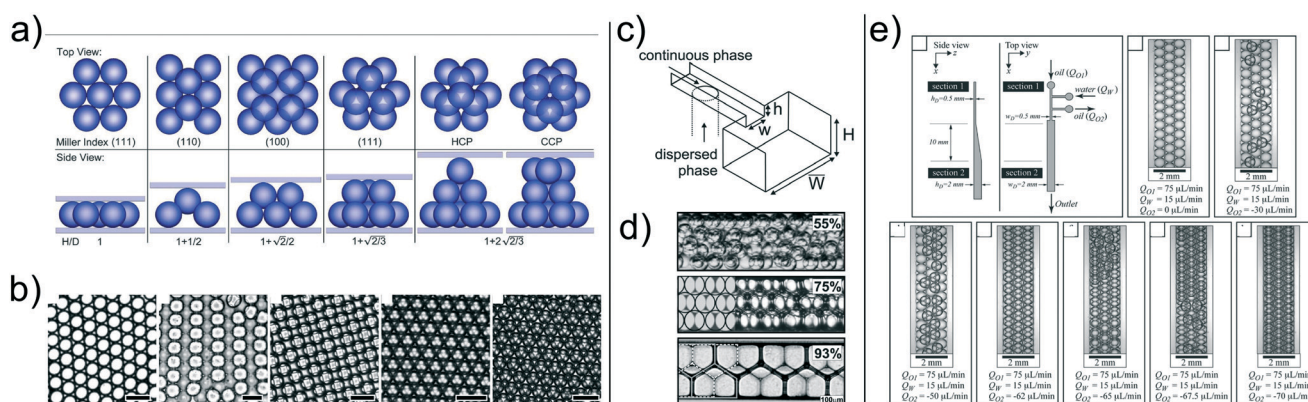 a)
Top View:
Miller Index (111)
(110)
(100)
(111)
HCP
CCP
Side View:
H/D
1
1+1/2
1+√2/2
1+√2/3
1+2√2/3
b)
c)
continuous phase
h
w
H
W
dispersed
phase
d)
55%
75%
93%
100µm
e)
Side view
z
x
section 1
h_D=0.5 mm
10 mm
section 2
h_D=2 mm
Top view
y
x
oil (Q_O1)
section 1
water (Q_W)
oil
(Q_O2)
w_D=0.5 mm
section 2
w_D=2 mm
Outlet
2 mm
Q_O1 = 75 µL/min
Q_W = 15 µL/min
Q_O2 = 0 µL/min
2 mm
Q_O1 = 75 µL/min
Q_W = 15 µL/min
Q_O2 = -30 µL/min
2 mm
Q_O1 = 75 µL/min
Q_W = 15 µL/min
Q_O2 = -50 µL/min
2 mm
Q_O1 = 75 µL/min
Q_W = 15 µL/min
Q_O2 = -62 µL/min
2 mm
Q_O1 = 75 µL/min
Q_W = 15 µL/min
Q_O2 = -65 µL/min
2 mm
Q_O1 = 75 µL/min
Q_W = 15 µL/min
Q_O2 = -67.5 µL/min
2 mm
Q_O1 = 75 µL/min
Q_W = 15 µL/min
Q_O2 = -70 µL/min